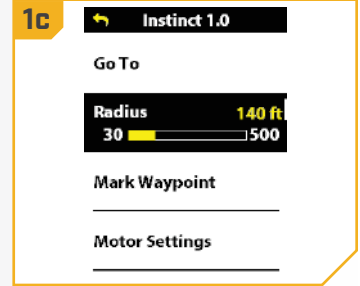 1c
Instinct 1.0
Go To
Radius 140 ft
30 500
Mark Waypoint
Motor Settings